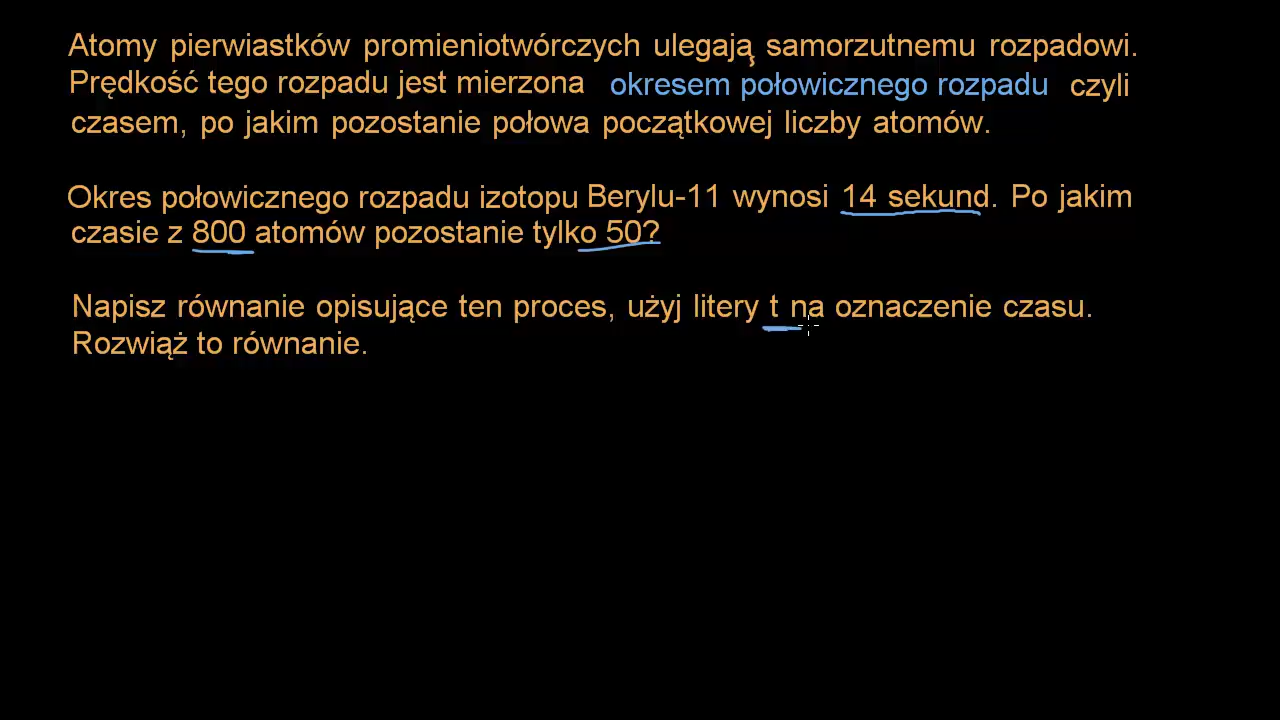 Atomy pierwiastków promieniotwórczych ulegają samorzutnemu rozpadowi.
Prędkość tego rozpadu jest mierzona okresem połowicznego rozpadu czyli
czasem, po jakim pozostanie połowa początkowej liczby atomów.
Okres połowicznego rozpadu izotopu Berylu-11 wynosi 14 sekund. Po jakim
czasie z 800 atomów pozostanie tylko 50?
Napisz równanie opisujące ten proces, użyj litery t na oznaczenie czasu.
Rozwiąż to równanie.